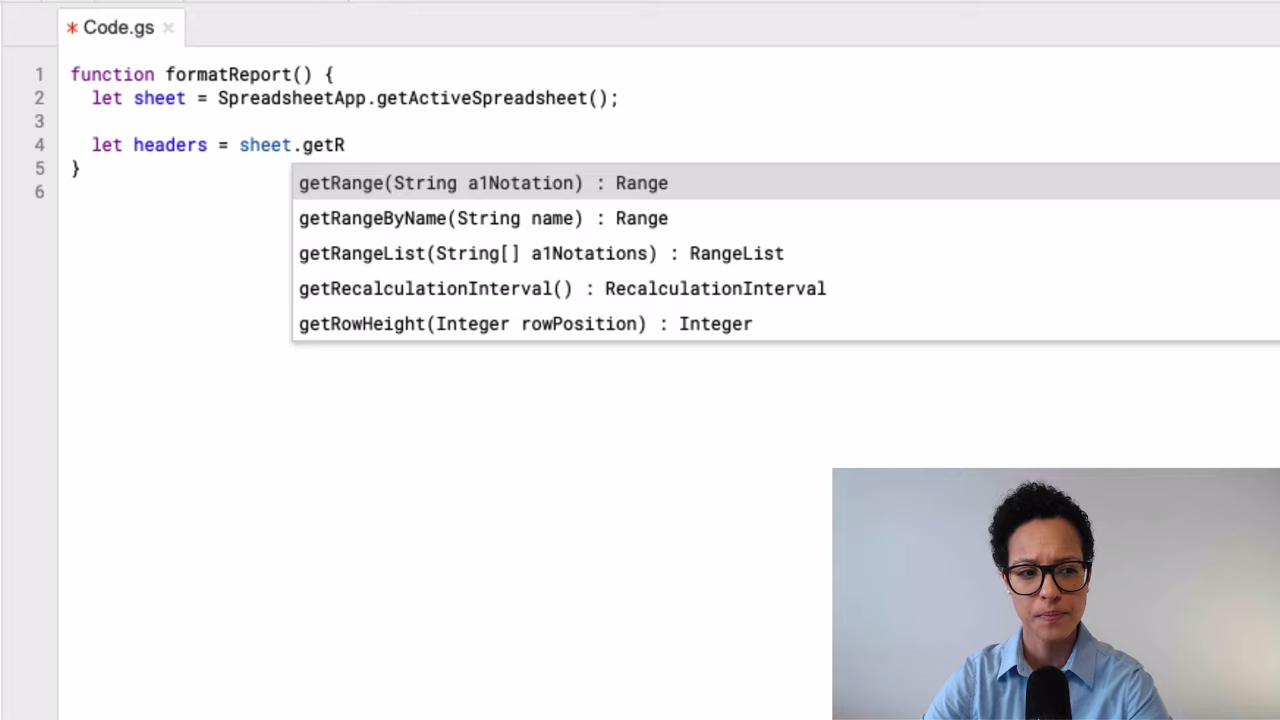 * Code.gs ×
1 function formatReport() {
2 let sheet = SpreadsheetApp.getActiveSpreadsheet();
3
4 let headers = sheet.getR
5 }
6
getRange(String a1Notation) : Range
getRangeByName(String name) : Range
getRangeList(String[] a1Notations) : RangeList
getRecalculationInterval() : RecalculationInterval
getRowHeight(Integer rowPosition) : Integer